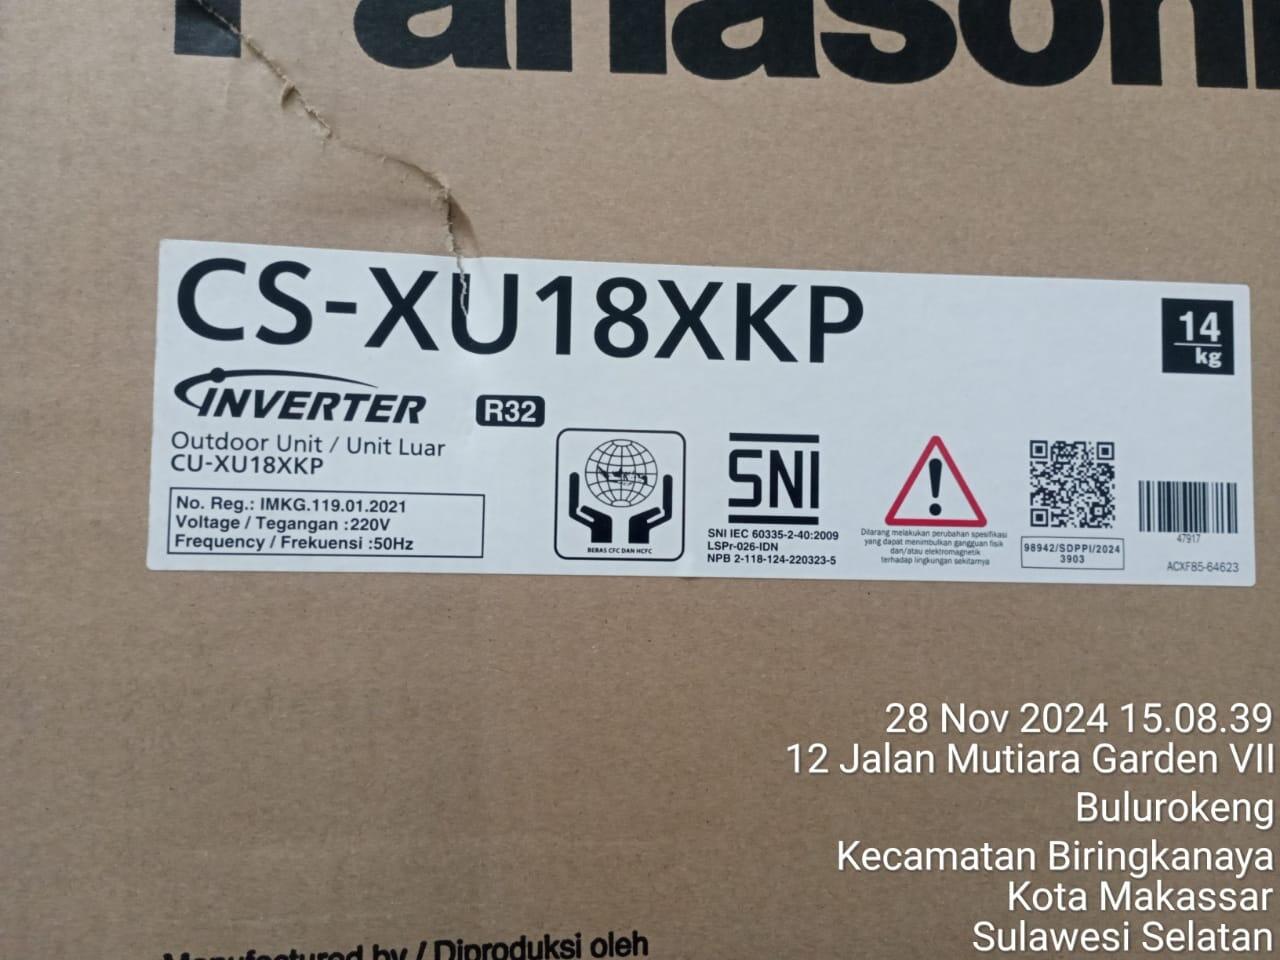 Panasoni
CS-XU18XKP
14
kg
INVERTER
R32
Outdoor Unit / Unit Luar
CU-XU18XKP
No. Reg.: IMKG.119.01.2021
Voltage / Tegangan :220V
Frequency / Frekuensi :50Hz
BEBAS CFC DAN HCFC
SNI
SNI IEC 60335-2-40:2009
LSPr-026-IDN
NPB 2-118-124-220323-5
!
Dilarang melakukan perubahan spesifikasi
yang dapat menimbulkan gangguan fisik
dan/atau elektromagnetik
terhadap lingkungan sekitarnya
98942/SDPPI/2024
3903
47917
ACXF85-64623
28 Nov 2024 15.08.39
12 Jalan Mutiara Garden VII
Bulurokeng
Kecamatan Biringkanaya
Kota Makassar
Sulawesi Selatan
Manufactured by / Diproduksi oleh